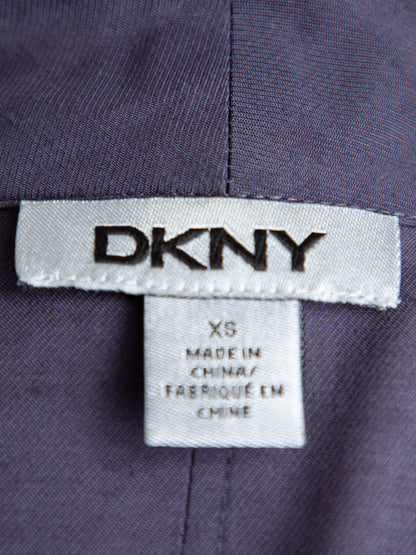 DKNY
XS
MADE IN
CHINA/
FABRIQUÉ EN
CHINE